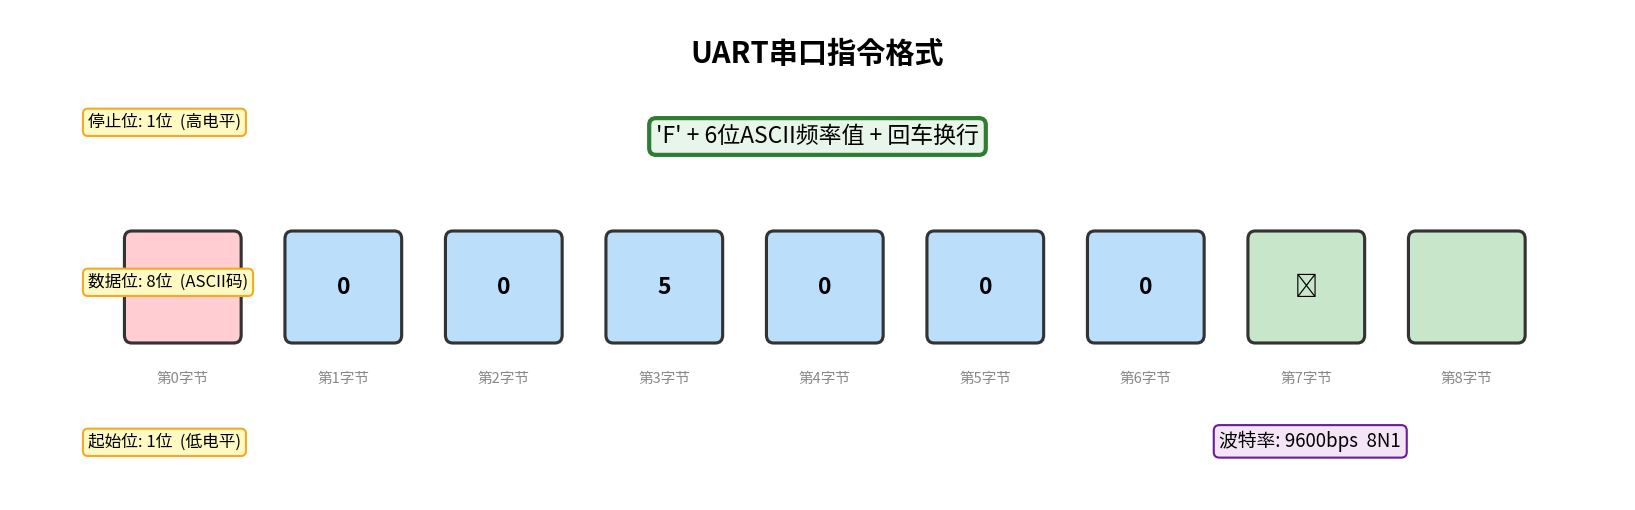 UART串口指令格式
停止位: 1位 (高电平)
'F' + 6位ASCII频率值 + 回车换行
数据位: 8位 (ASCII码)
0
0
5
0
0
0
第0字节
第1字节
第2字节
第3字节
第4字节
第5字节
第6字节
第7字节
第8字节
起始位: 1位 (低电平)
波特率: 9600bps 8N1